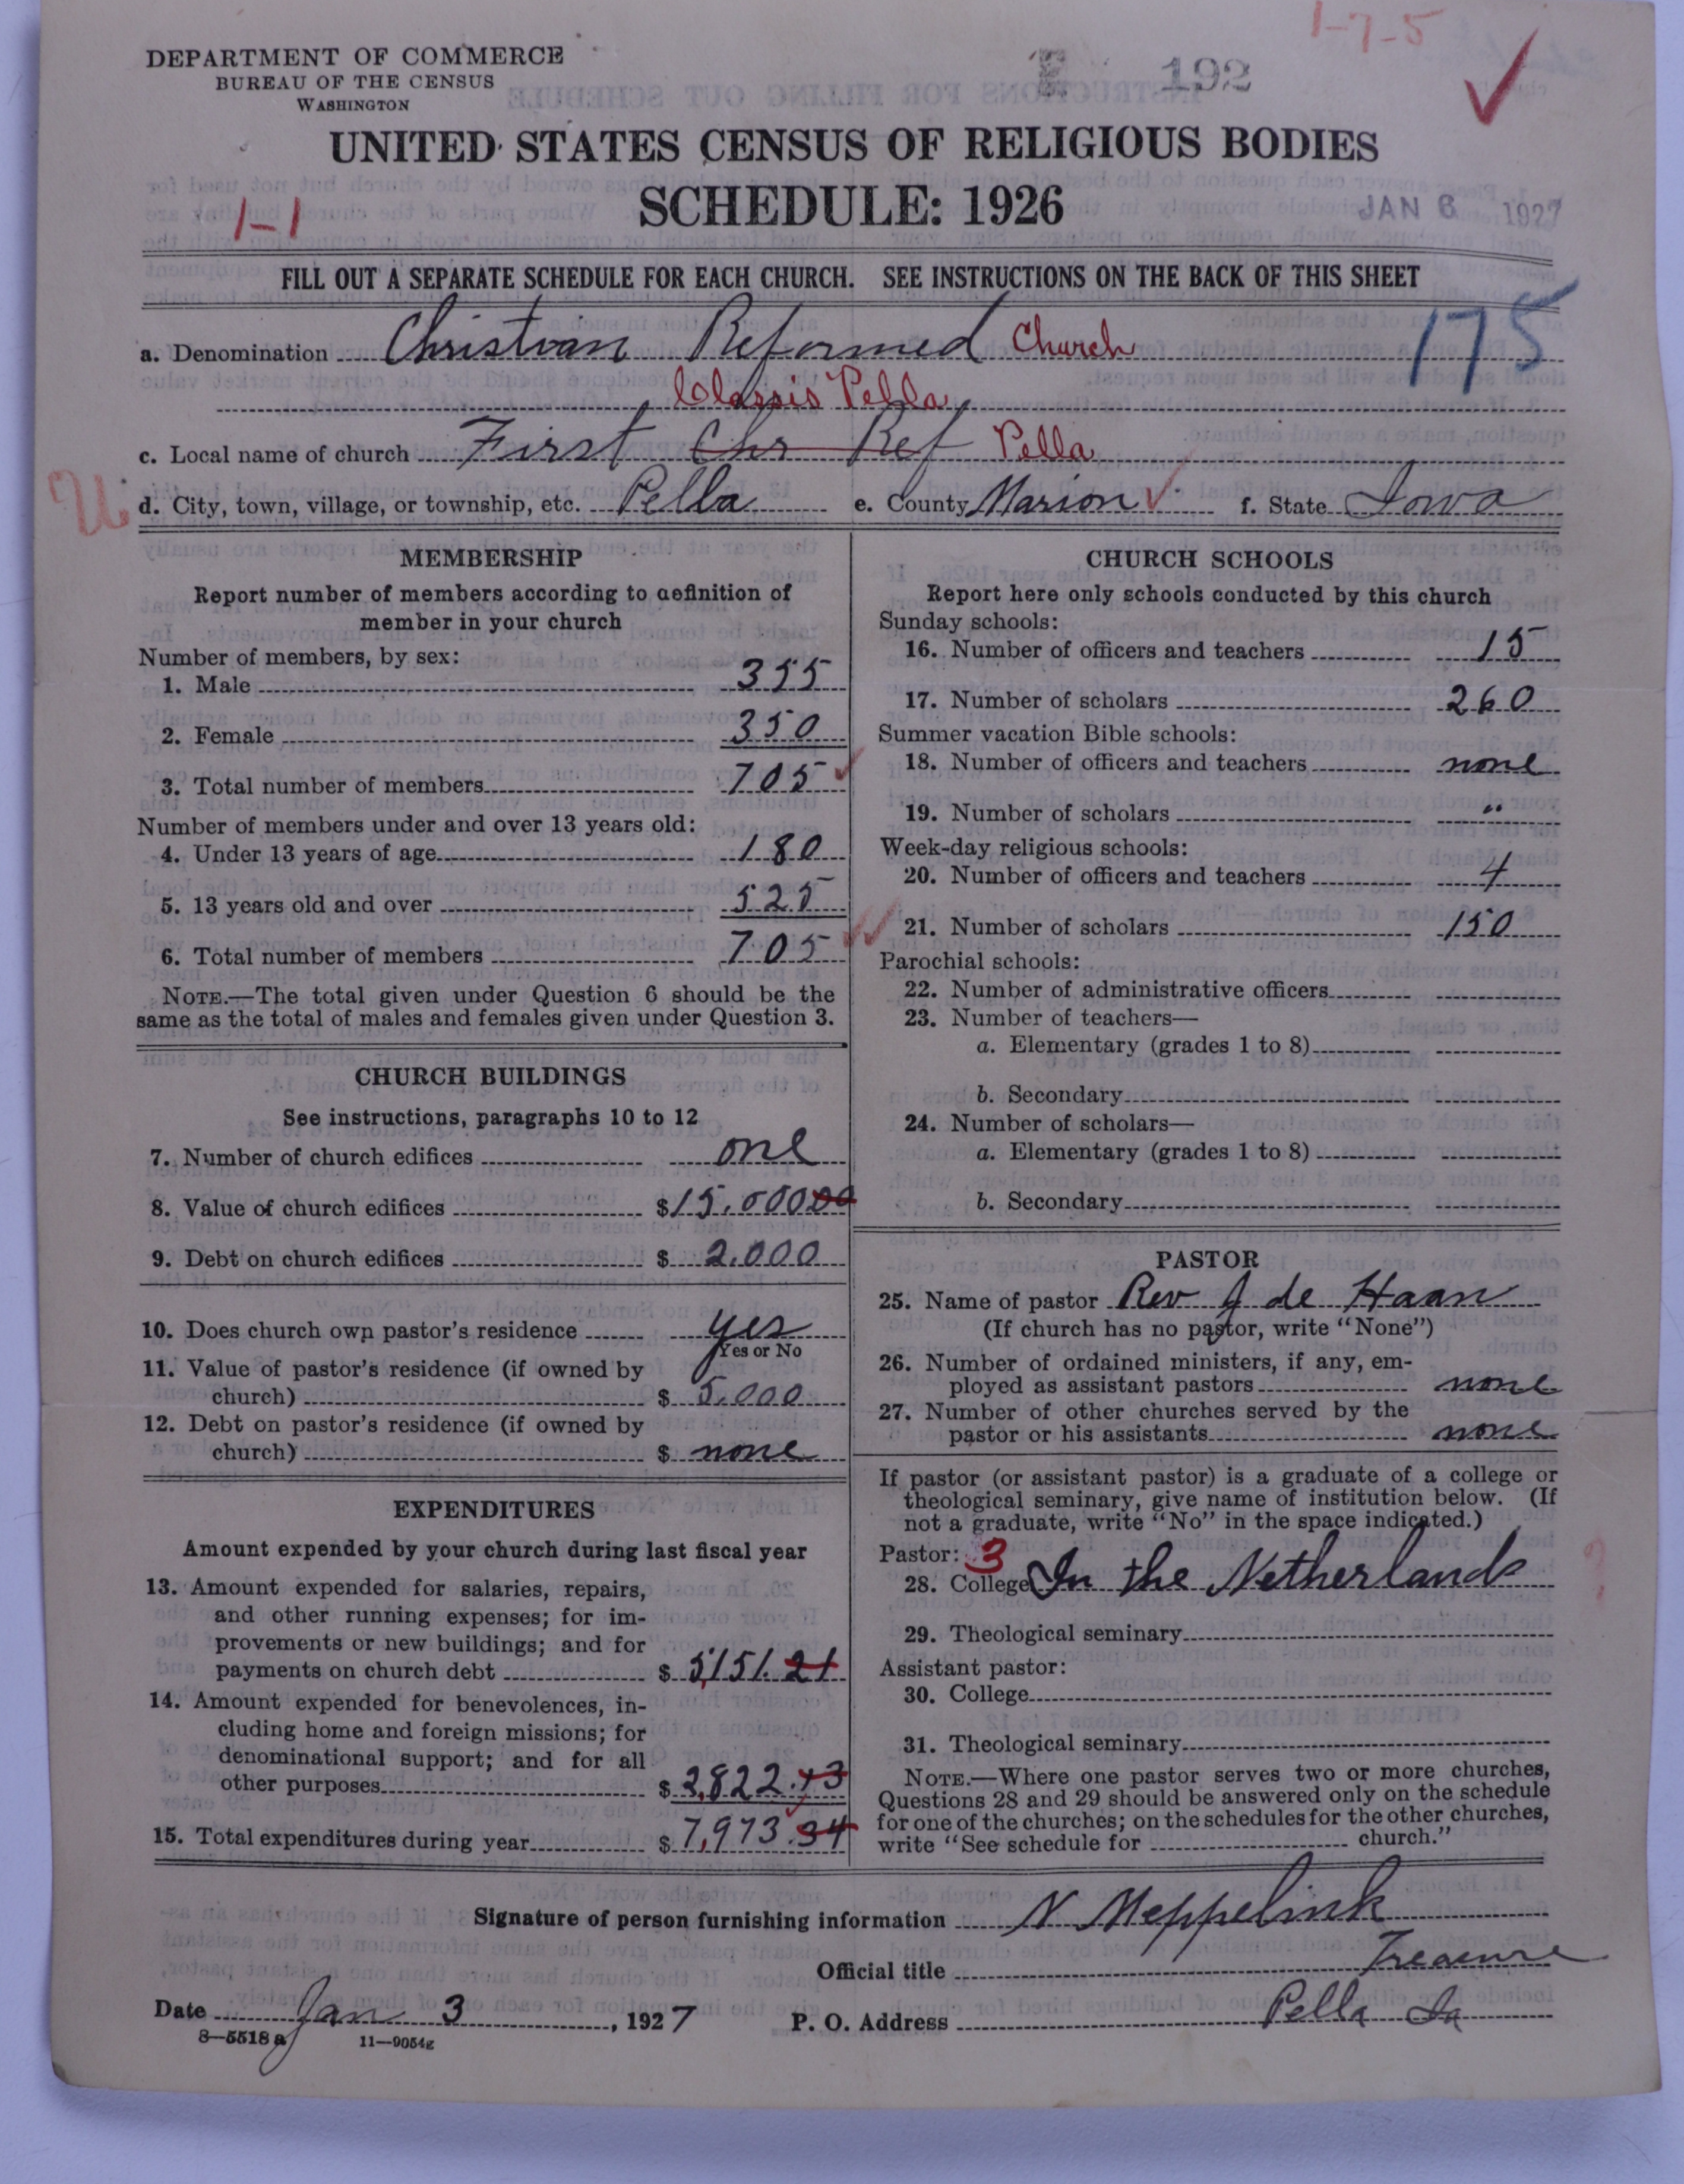 1-7-5
DEPARTMENT OF COMMERCE
BUREAU OF THE CENSUS
WASHINGTON
192
UNITED STATES CENSUS OF RELIGIOUS BODIES
SCHEDULE: 1926
1-1
JAN 6 1927
FILL OUT A SEPARATE SCHEDULE FOR EACH CHURCH. SEE INSTRUCTIONS ON THE BACK OF THIS SHEET
175
a. Denomination Christian Reformed Church
Classis Pella
c. Local name of church First Chr Ref Pella
U
d. City, town, village, or township, etc. Pella e. County Marion f. State Iowa
MEMBERSHIP
Report number of members according to definition of
member in your church
Number of members, by sex:
1. Male 355
2. Female 350
3. Total number of members 705
Number of members under and over 13 years old:
4. Under 13 years of age 180
5. 13 years old and over 525
6. Total number of members 705
NOTE.—The total given under Question 6 should be the
same as the total of males and females given under Question 3.
CHURCH BUILDINGS
See instructions, paragraphs 10 to 12
7. Number of church edifices one
8. Value of church edifices $15,00000
9. Debt on church edifices $ 2.000
10. Does church own pastor's residence yes
Yes or No
11. Value of pastor's residence (if owned by
church) $ 5.000
12. Debt on pastor's residence (if owned by
church) $ none
EXPENDITURES
Amount expended by your church during last fiscal year
13. Amount expended for salaries, repairs,
and other running expenses; for im-
provements or new buildings; and for
payments on church debt $ 5,151.21
14. Amount expended for benevolences, in-
cluding home and foreign missions; for
denominational support; and for all
other purposes $ 2,822.13
15. Total expenditures during year $ 7,973.34
CHURCH SCHOOLS
Report here only schools conducted by this church
Sunday schools:
16. Number of officers and teachers 15
17. Number of scholars 260
Summer vacation Bible schools:
18. Number of officers and teachers none
19. Number of scholars "
Week-day religious schools:
20. Number of officers and teachers 4
21. Number of scholars 150
Parochial schools:
22. Number of administrative officers
23. Number of teachers—
a. Elementary (grades 1 to 8)
b. Secondary
24. Number of scholars—
a. Elementary (grades 1 to 8)
b. Secondary
PASTOR
25. Name of pastor Rev J de Haan
(If church has no pastor, write "None")
26. Number of ordained ministers, if any, em-
ployed as assistant pastors none
27. Number of other churches served by the
pastor or his assistants none
If pastor (or assistant pastor) is a graduate of a college or
theological seminary, give name of institution below. (If
not a graduate, write "No" in the space indicated.)
Pastor: 3
28. College In the Netherlands
29. Theological seminary
Assistant pastor:
30. College
31. Theological seminary
NOTE.—Where one pastor serves two or more churches,
Questions 28 and 29 should be answered only on the schedule
for one of the churches; on the schedules for the other churches,
write "See schedule for church."
Signature of person furnishing information N Meppelink
Official title Treasure
Date Jan 3, 1927 P. O. Address Pella Ia
8—5518 a 11—9054g